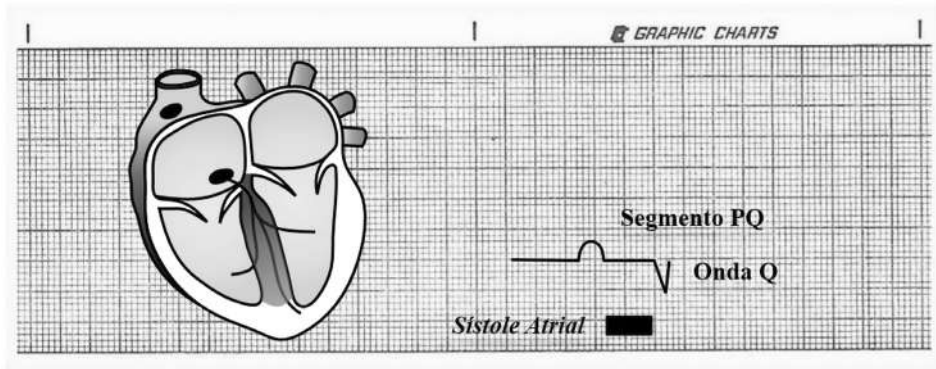 GRAPHIC CHARTS
Segmento PQ
Onda Q
Sístole Atrial